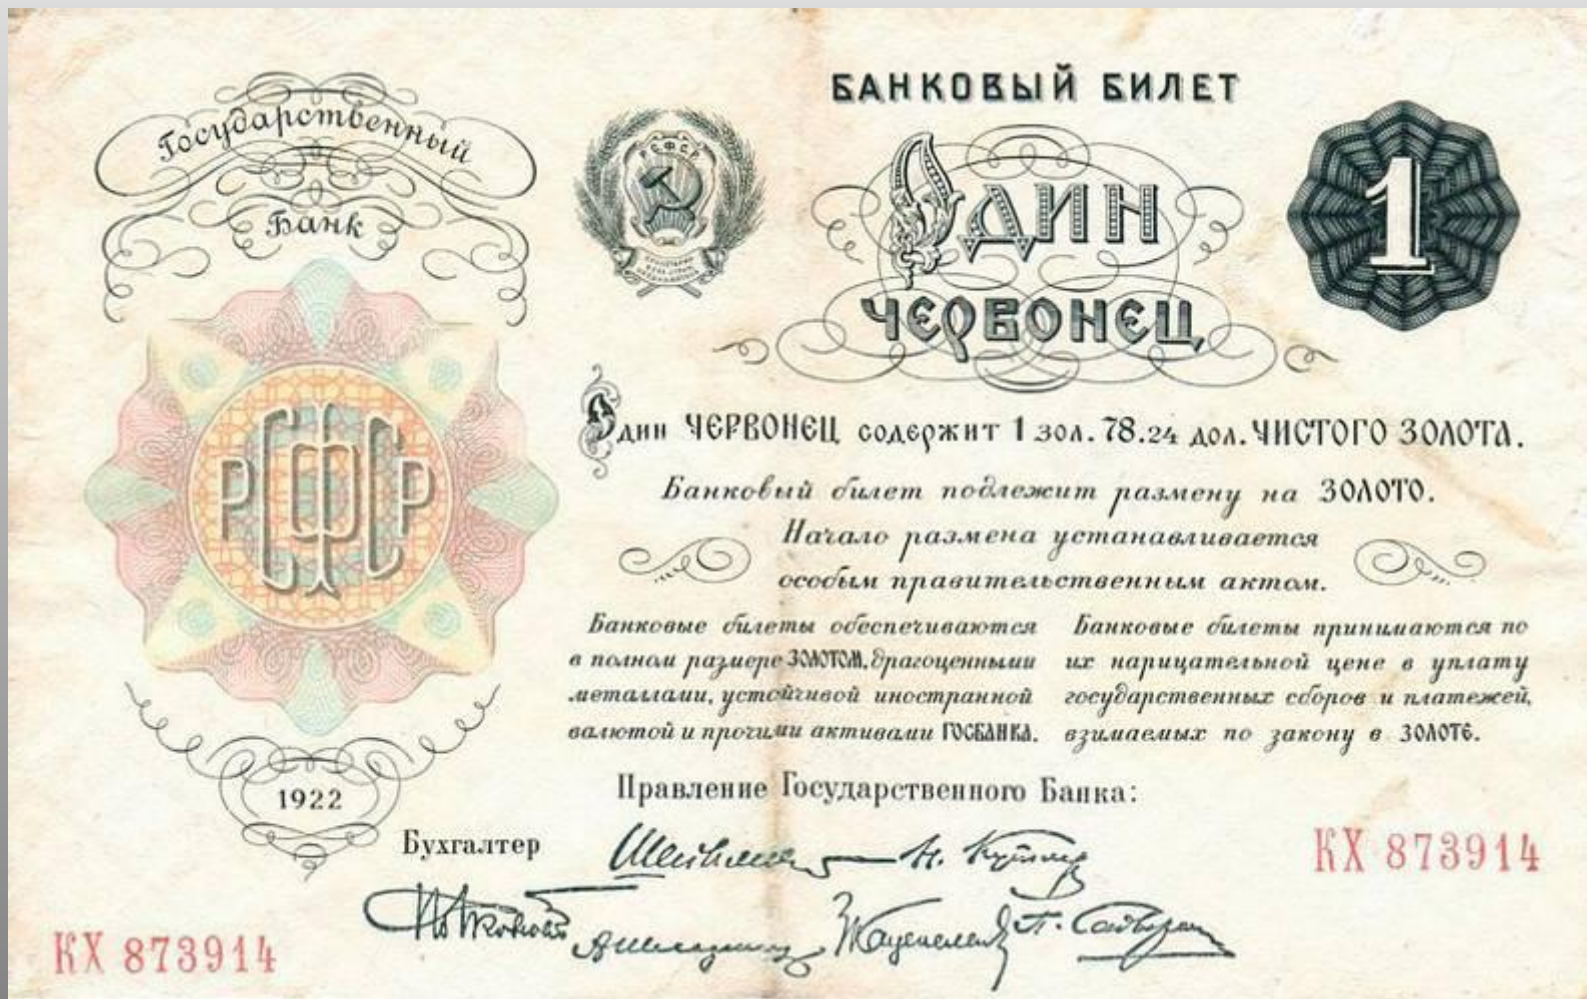 Государственный
Банк
РСФСР
1922
РСФСР
БАНКОВЫЙ БИЛЕТ
ОДИН
ЧЕРВОНЕЦ
1
Один ЧЕРВОНЕЦ содержит 1 зол. 78.24 дол. ЧИСТОГО ЗОЛОТА.
Банковый билет подлежит размену на ЗОЛОТО.
Начало размена устанавливается
особым правительственным актом.
Банковые билеты обеспечиваются
в полном размере ЗОЛОТОМ, драгоценными
металлами, устойчивой иностранной
валютой и прочими активами ГОСБАНКА.
Банковые билеты принимаются по
их нарицательной цене в уплату
государственных сборов и платежей,
взимаемых по закону в ЗОЛОТЕ.
Правление Государственного Банка:
Бухгалтер
КХ 873914
КХ 873914